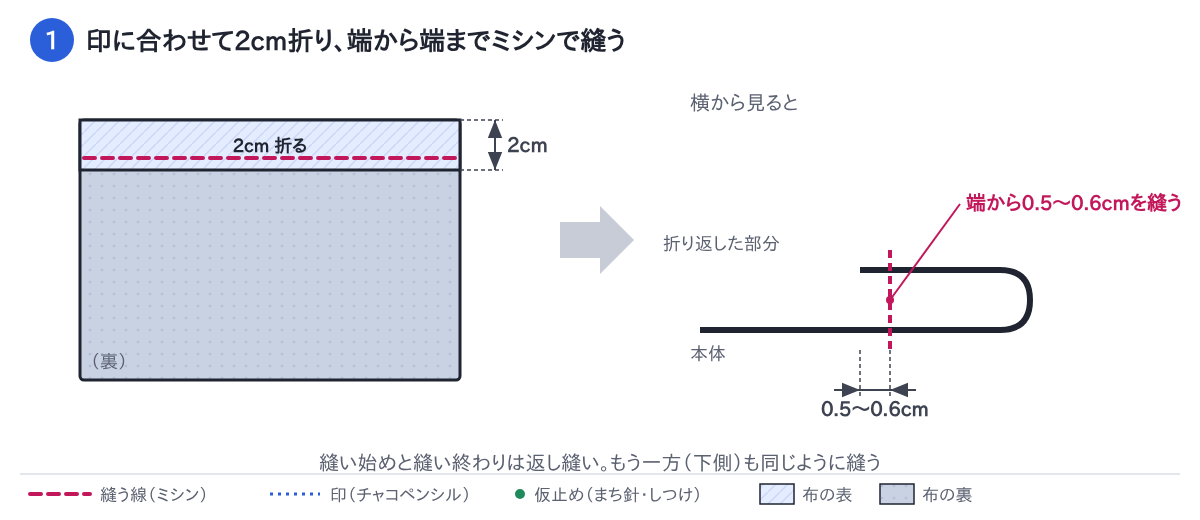 1 印に合わせて2cm折り、端から端までミシンで縫う
横から見ると
2cm 折る
2cm
端から0.5〜0.6cmを縫う
折り返した部分
(裏)
本体
0.5〜0.6cm
縫い始めと縫い終わりは返し縫い。もう一方(下側)も同じように縫う
縫う線(ミシン) 印(チャコペンシル) 仮止め(まち針・しつけ) 布の表 布の裏